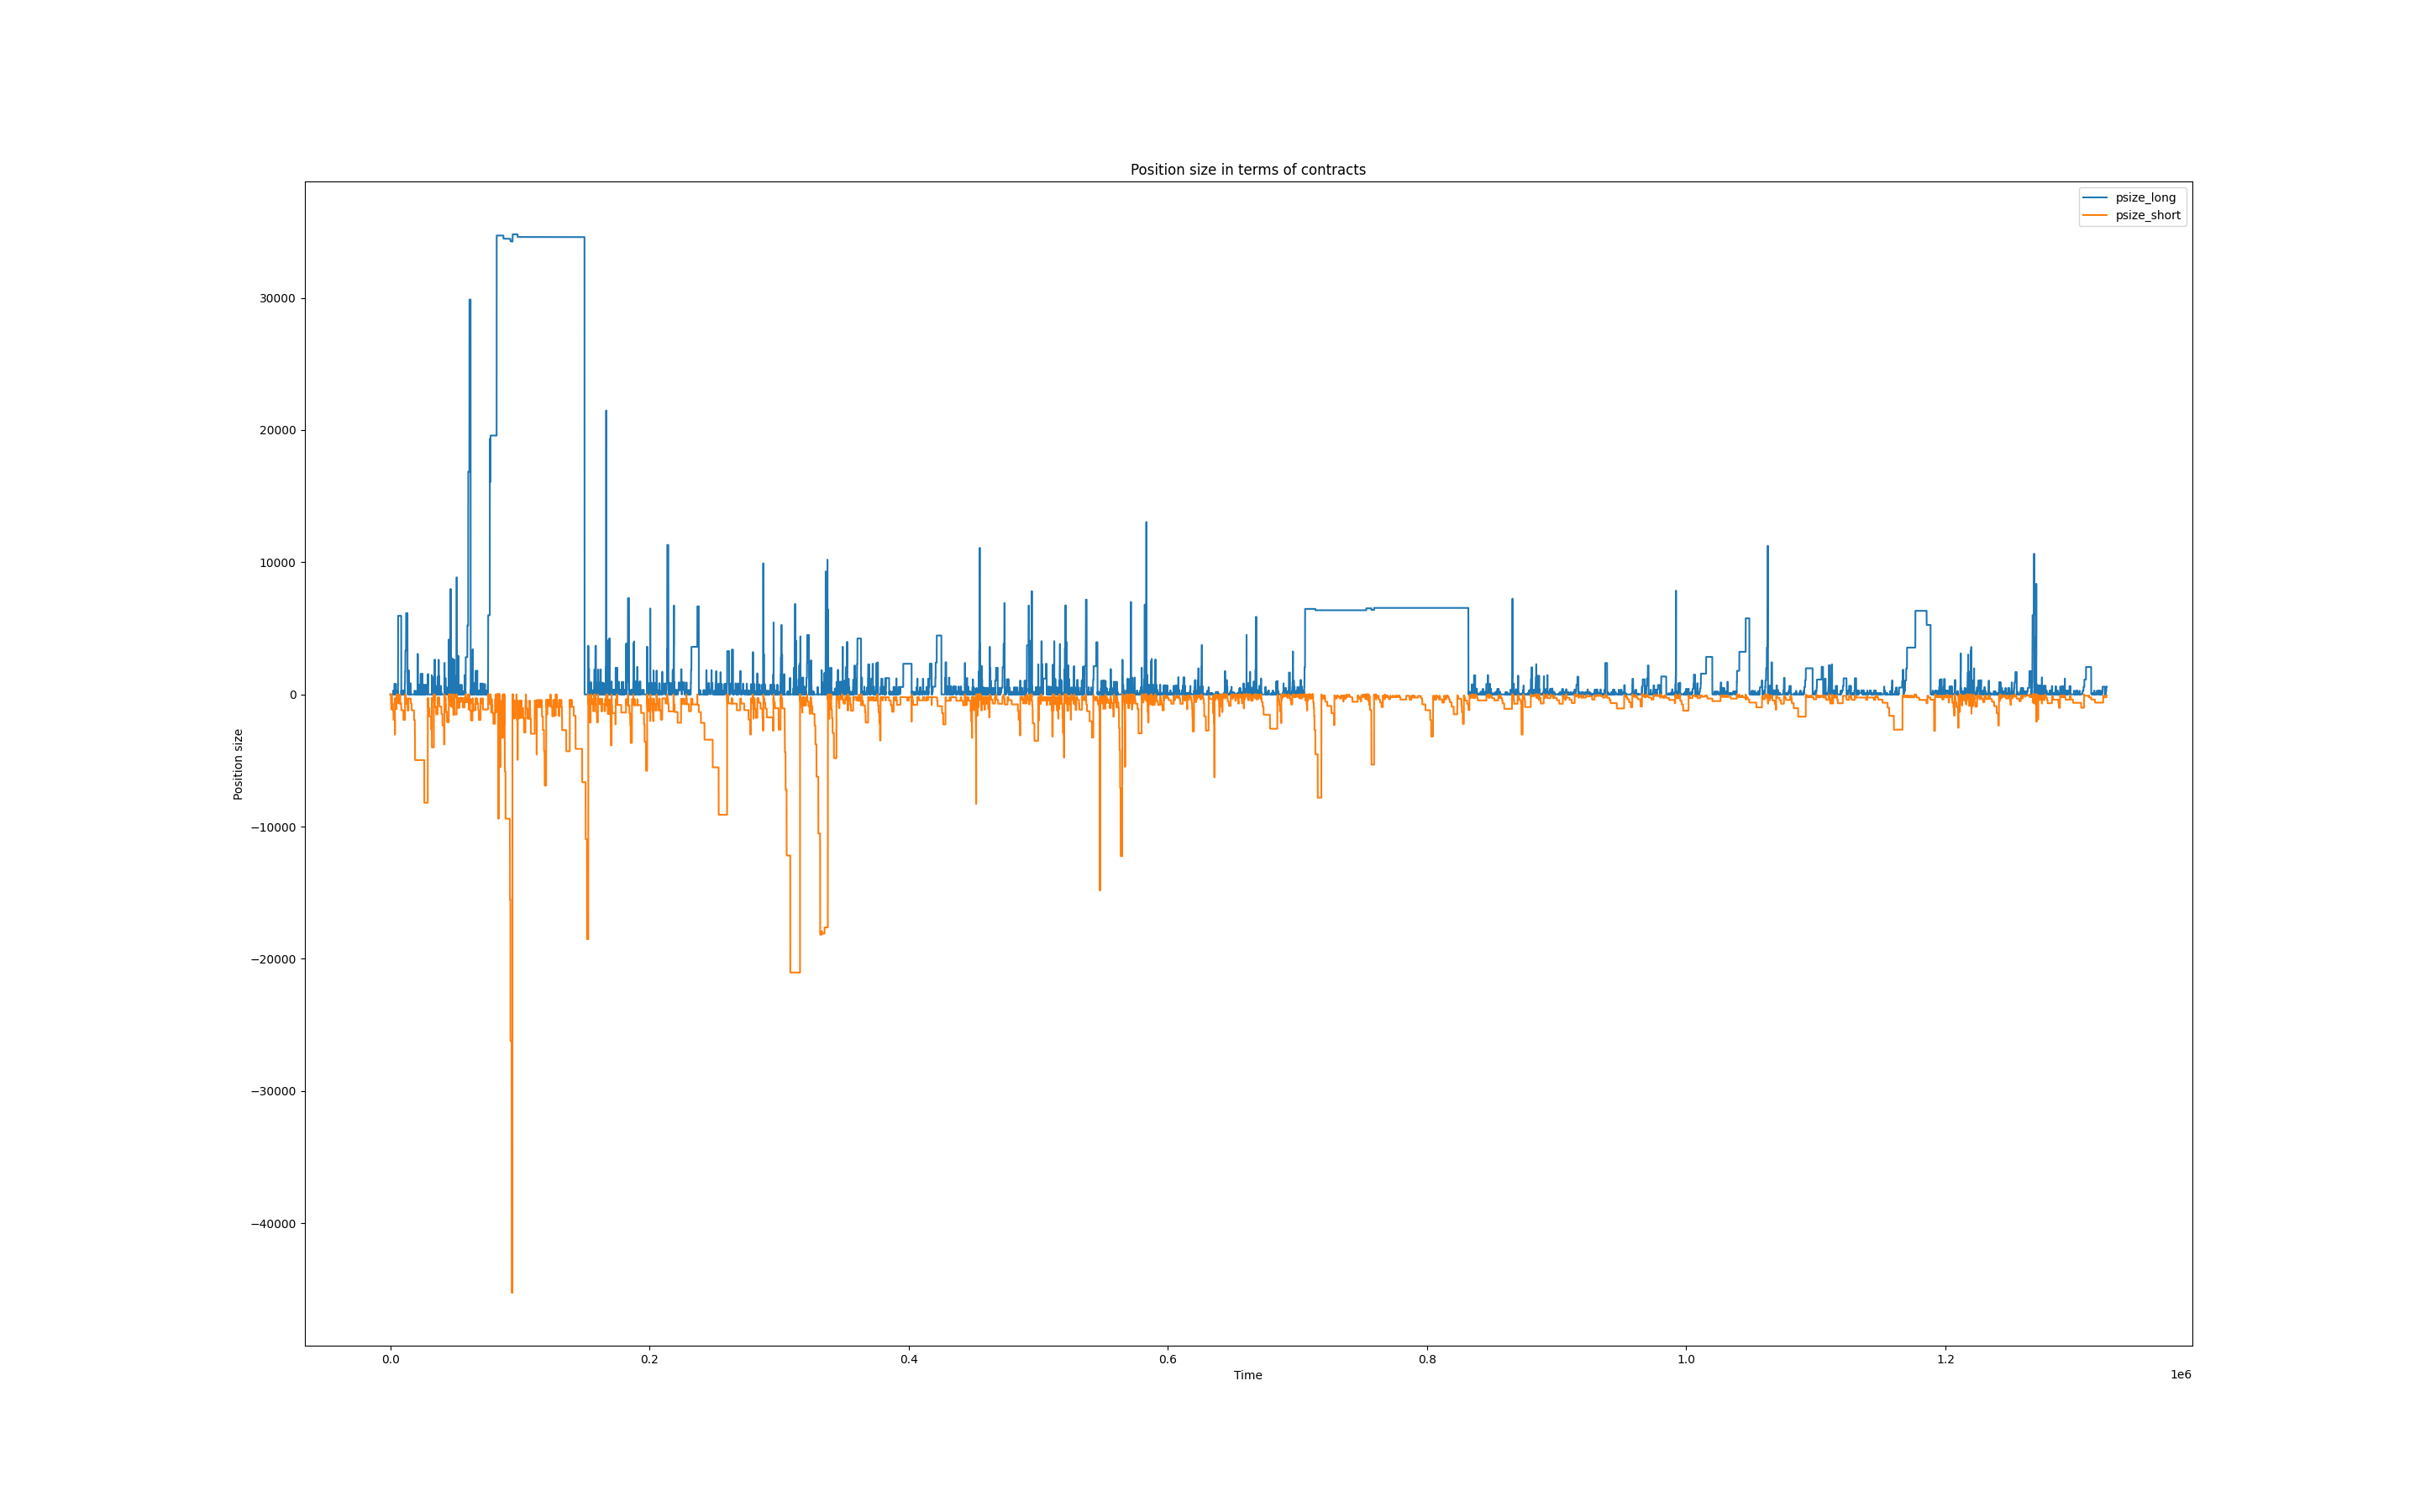 Position size in terms of contracts
psize_long
psize_short
30000
20000
10000
0
−10000
−20000
−30000
−40000
Position size
0.0
0.2
0.4
0.6
0.8
1.0
1.2
1e6
Time